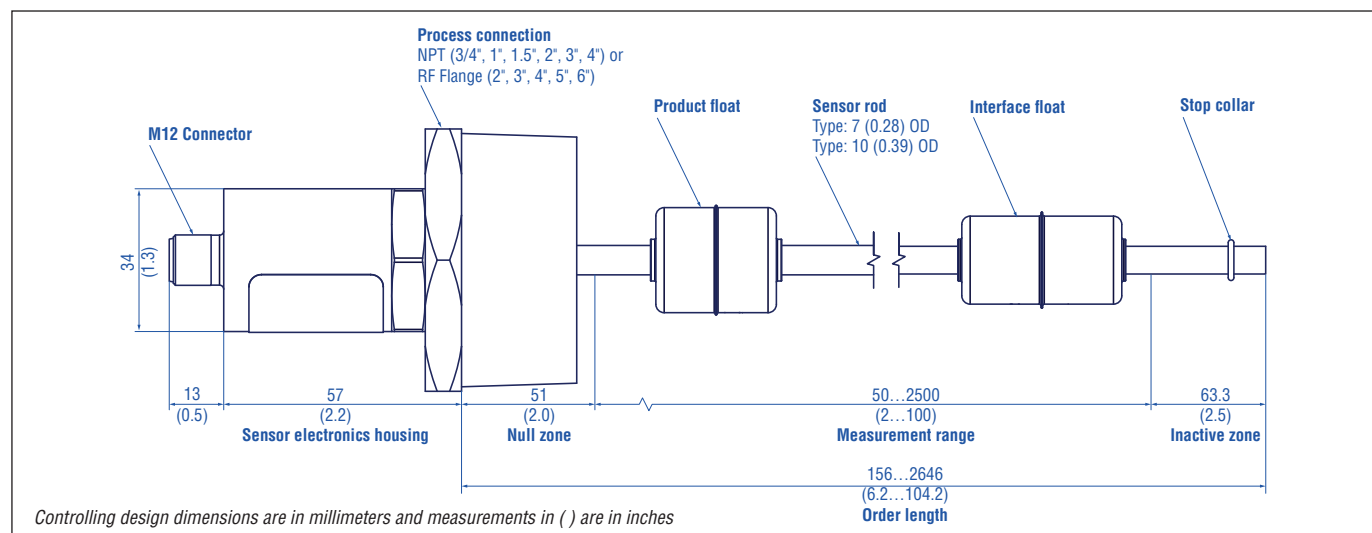 Process connection
NPT (3/4", 1", 1.5", 2", 3", 4") or
RF Flange (2", 3", 4", 5", 6")
M12 Connector
Product float
Sensor rod
Type: 7 (0.28) OD
Type: 10 (0.39) OD
Interface float
Stop collar
34
(1.3)
13
(0.5)
57
(2.2)
Sensor electronics housing
51
(2.0)
Null zone
50...2500
(2...100)
Measurement range
63.3
(2.5)
Inactive zone
156...2646
(6.2...104.2)
Order length
Controlling design dimensions are in millimeters and measurements in ( ) are in inches